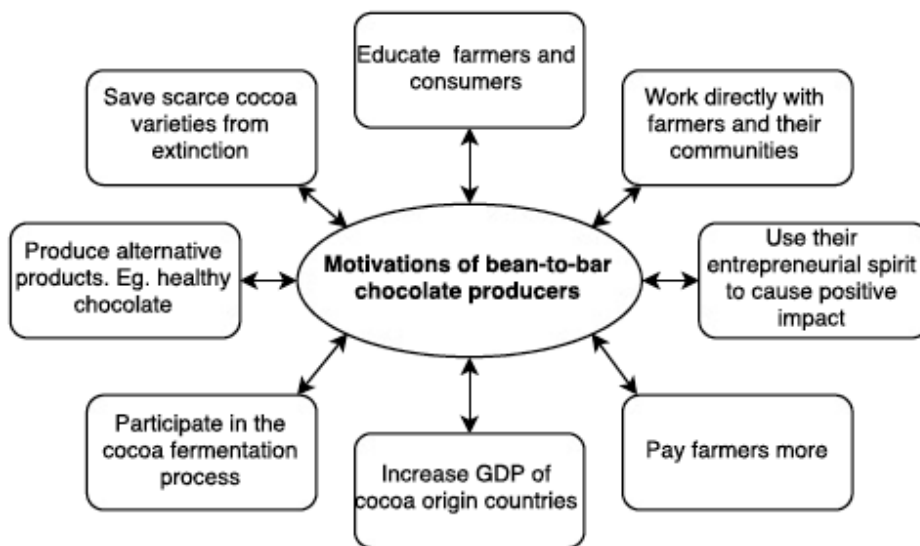 Educate farmers and
consumers
Save scarce cocoa
varieties from
extinction
Work directly with
farmers and their
communities
Produce alternative
products. Eg. healthy
chocolate
Motivations of bean-to-bar
chocolate producers
Use their
entrepreneurial spirit
to cause positive
impact
Participate in the
cocoa fermentation
process
Increase GDP of
cocoa origin countries
Pay farmers more